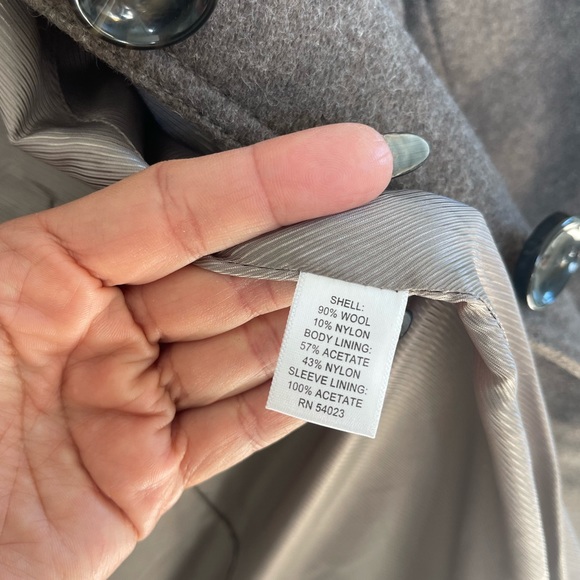 SHELL:
90% WOOL
10% NYLON
BODY LINING:
57% ACETATE
43% NYLON
SLEEVE LINING:
100% ACETATE
RN 54023